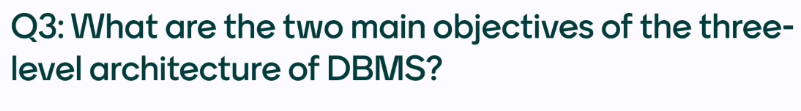 Q3: What are the two main objectives of the three-
level architecture of DBMS?